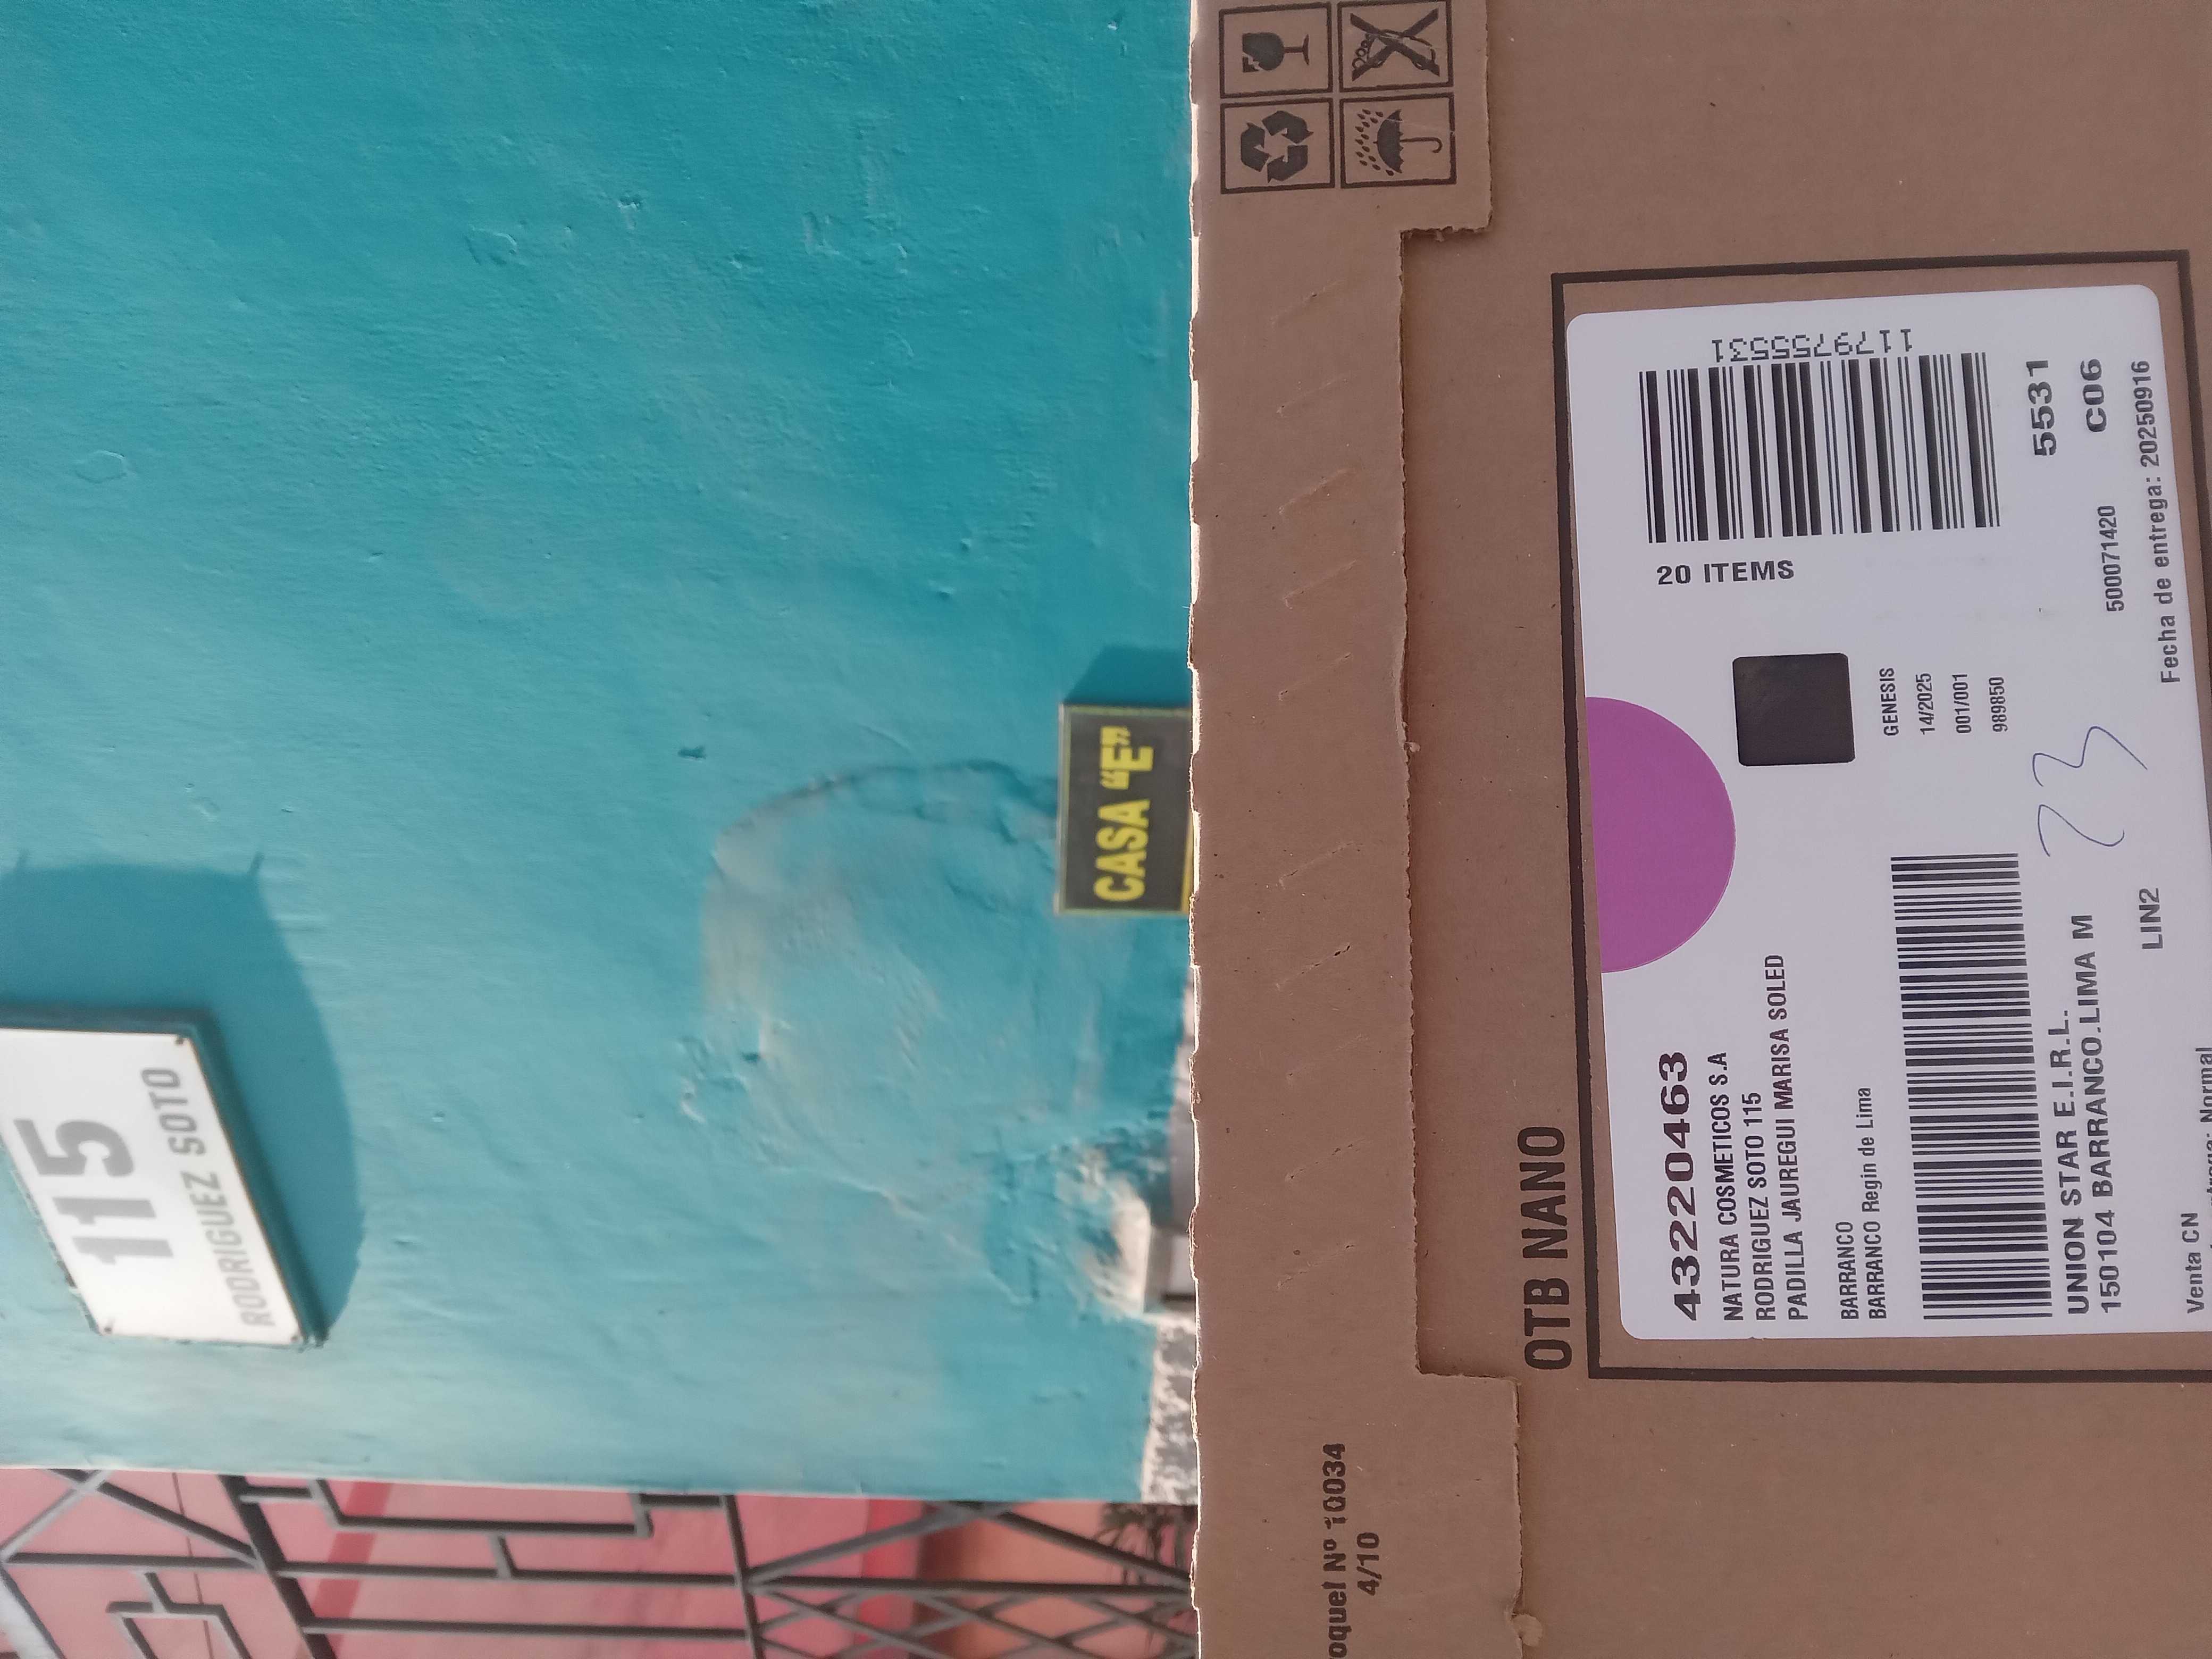 115
RODRIGUEZ SOTO
CASA “E”
oquel Nº 10034
4/10
OTB NANO
43220463
NATURA COSMETICOS S.A
RODRIGUEZ SOTO 115
PADILLA JAUREGUI MARISA SOLED
BARRANCO
BARRANCO Regin de Lima
20 ITEMS
1179755531
GENESIS
14/2025
001/001
989850
UNION STAR E.I.R.L.
150104 BARRANCO.LIMA M
23
5531
C06
LIN2
500071420
Venta CN
Fecha de entrega: 20250916
Normal